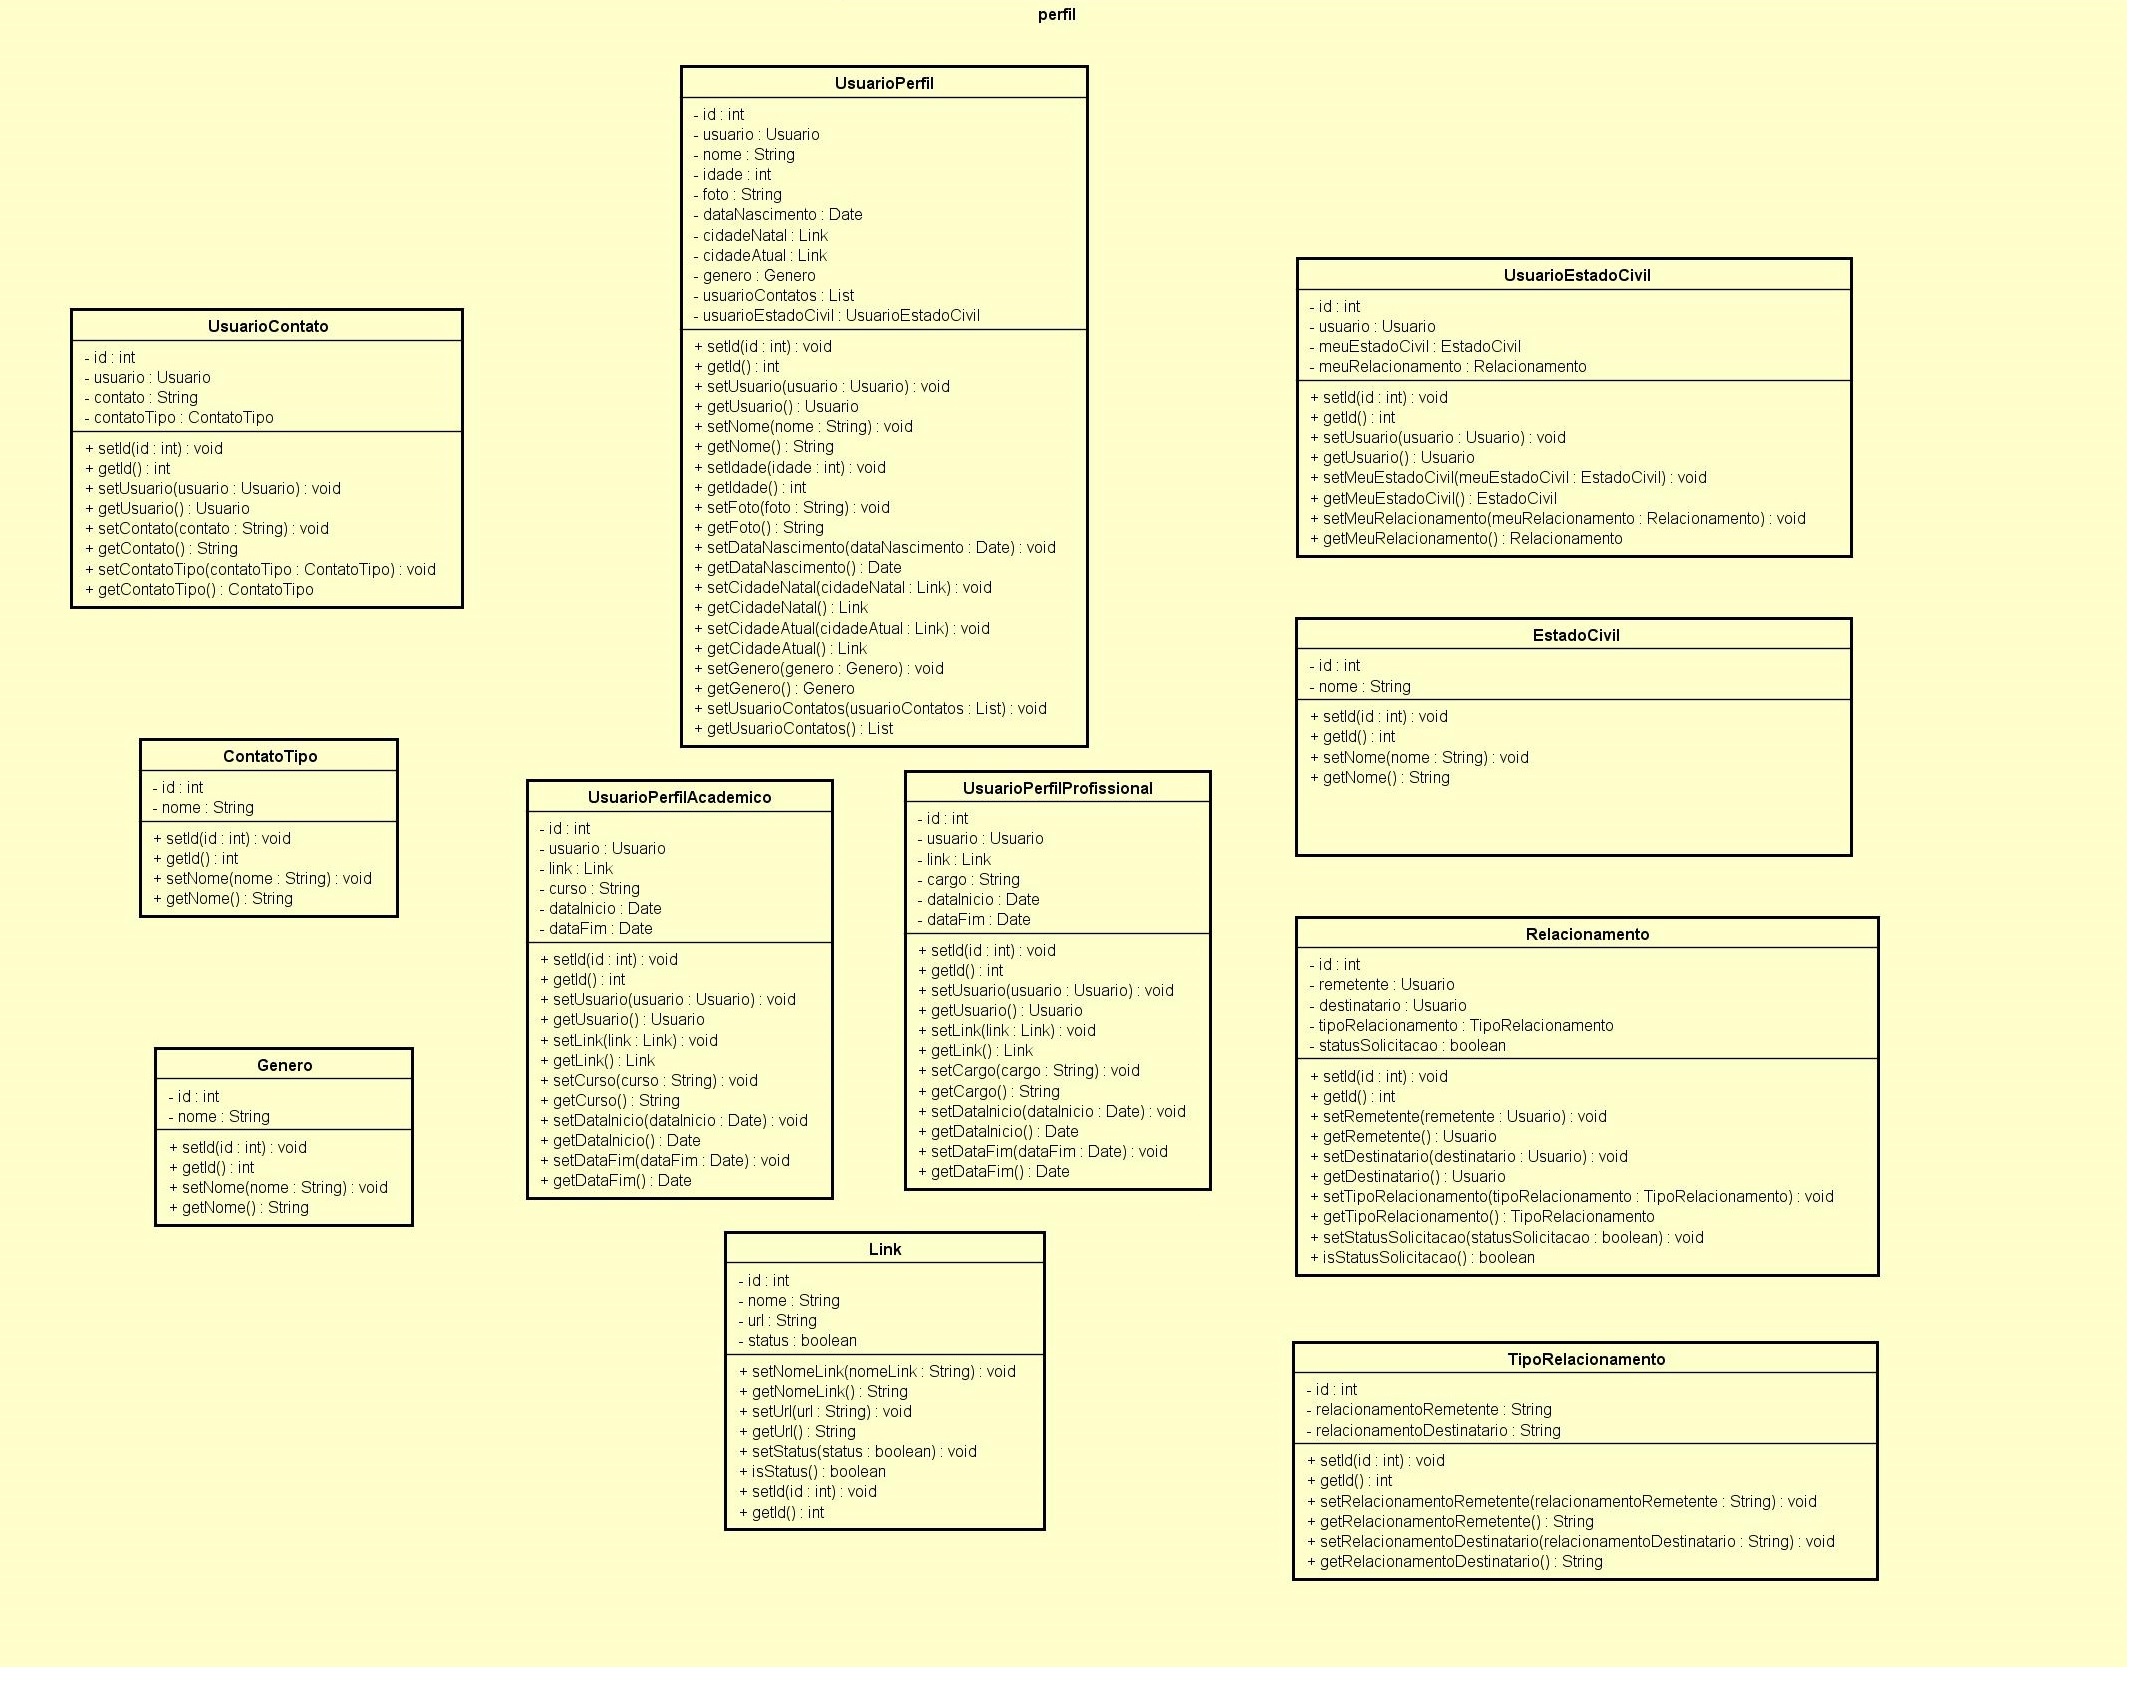 perfil
UsuarioPerfil
- id : int
- usuario : Usuario
- nome : String
- idade : int
- foto : String
- dataNascimento : Date
- cidadeNatal : Link
- cidadeAtual : Link
- genero : Genero
- usuarioContatos : List
- usuarioEstadoCivil : UsuarioEstadoCivil
+ setId(id : int) : void
+ getId() : int
+ setUsuario(usuario : Usuario) : void
+ getUsuario() : Usuario
+ setNome(nome : String) : void
+ getNome() : String
+ setIdade(idade : int) : void
+ getIdade() : int
+ setFoto(foto : String) : void
+ getFoto() : String
+ setDataNascimento(dataNascimento : Date) : void
+ getDataNascimento() : Date
+ setCidadeNatal(cidadeNatal : Link) : void
+ getCidadeNatal() : Link
+ setCidadeAtual(cidadeAtual : Link) : void
+ getCidadeAtual() : Link
+ setGenero(genero : Genero) : void
+ getGenero() : Genero
+ setUsuarioContatos(usuarioContatos : List) : void
+ getUsuarioContatos() : List
UsuarioEstadoCivil
- id : int
- usuario : Usuario
- meuEstadoCivil : EstadoCivil
- meuRelacionamento : Relacionamento
+ setId(id : int) : void
+ getId() : int
+ setUsuario(usuario : Usuario) : void
+ getUsuario() : Usuario
+ setMeuEstadoCivil(meuEstadoCivil : EstadoCivil) : void
+ getMeuEstadoCivil() : EstadoCivil
+ setMeuRelacionamento(meuRelacionamento : Relacionamento) : void
+ getMeuRelacionamento() : Relacionamento
UsuarioContato
- id : int
- usuario : Usuario
- contato : String
- contatoTipo : ContatoTipo
+ setId(id : int) : void
+ getId() : int
+ setUsuario(usuario : Usuario) : void
+ getUsuario() : Usuario
+ setContato(contato : String) : void
+ getContato() : String
+ setContatoTipo(contatoTipo : ContatoTipo) : void
+ getContatoTipo() : ContatoTipo
EstadoCivil
- id : int
- nome : String
+ setId(id : int) : void
+ getId() : int
+ setNome(nome : String) : void
+ getNome() : String
ContatoTipo
- id : int
- nome : String
+ setId(id : int) : void
+ getId() : int
+ setNome(nome : String) : void
+ getNome() : String
UsuarioPerfilAcademico
- id : int
- usuario : Usuario
- link : Link
- curso : String
- dataInicio : Date
- dataFim : Date
+ setId(id : int) : void
+ getId() : int
+ setUsuario(usuario : Usuario) : void
+ getUsuario() : Usuario
+ setLink(link : Link) : void
+ getLink() : Link
+ setCurso(curso : String) : void
+ getCurso() : String
+ setDataInicio(dataInicio : Date) : void
+ getDataInicio() : Date
+ setDataFim(dataFim : Date) : void
+ getDataFim() : Date
UsuarioPerfilProfissional
- id : int
- usuario : Usuario
- link : Link
- cargo : String
- dataInicio : Date
- dataFim : Date
+ setId(id : int) : void
+ getId() : int
+ setUsuario(usuario : Usuario) : void
+ getUsuario() : Usuario
+ setLink(link : Link) : void
+ getLink() : Link
+ setCargo(cargo : String) : void
+ getCargo() : String
+ setDataInicio(dataInicio : Date) : void
+ getDataInicio() : Date
+ setDataFim(dataFim : Date) : void
+ getDataFim() : Date
Relacionamento
- id : int
- remetente : Usuario
- destinatario : Usuario
- tipoRelacionamento : TipoRelacionamento
- statusSolicitacao : boolean
+ setId(id : int) : void
+ getId() : int
+ setRemetente(remetente : Usuario) : void
+ getRemetente() : Usuario
+ setDestinatario(destinatario : Usuario) : void
+ getDestinatario() : Usuario
+ setTipoRelacionamento(tipoRelacionamento : TipoRelacionamento) : void
+ getTipoRelacionamento() : TipoRelacionamento
+ setStatusSolicitacao(statusSolicitacao : boolean) : void
+ isStatusSolicitacao() : boolean
Genero
- id : int
- nome : String
+ setId(id : int) : void
+ getId() : int
+ setNome(nome : String) : void
+ getNome() : String
Link
- id : int
- nome : String
- url : String
- status : boolean
+ setNomeLink(nomeLink : String) : void
+ getNomeLink() : String
+ setUrl(url : String) : void
+ getUrl() : String
+ setStatus(status : boolean) : void
+ isStatus() : boolean
+ setId(id : int) : void
+ getId() : int
TipoRelacionamento
- id : int
- relacionamentoRemetente : String
- relacionamentoDestinatario : String
+ setId(id : int) : void
+ getId() : int
+ setRelacionamentoRemetente(relacionamentoRemetente : String) : void
+ getRelacionamentoRemetente() : String
+ setRelacionamentoDestinatario(relacionamentoDestinatario : String) : void
+ getRelacionamentoDestinatario() : String